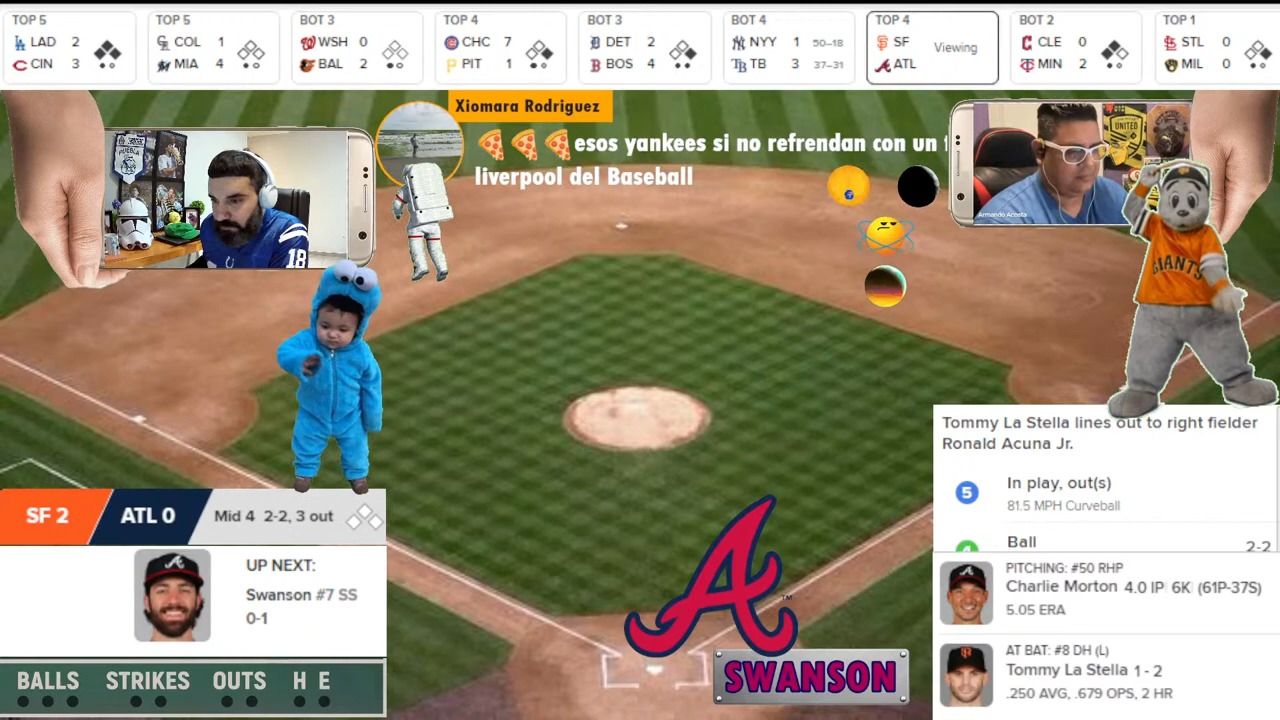 TOP 5
LAD 2
CIN 3
TOP 5
COL 1
MIA 4
BOT 3
WSH 0
BAL 2
TOP 4
CHC 7
PIT 1
BOT 3
DET 2
BOS 4
BOT 4
NYY 1 50–18
TB 3 37–31
TOP 4
SF
ATL
Viewing
BOT 2
CLE 0
MIN 2
TOP 1
STL 0
MIL 0
Xiomara Rodriguez
esos yankees si no refrendan con un
liverpool del Baseball
UNITED
Armando Acosta
GIANTS
18
Tommy La Stella lines out to right fielder
Ronald Acuna Jr.
5 In play, out(s)
81.5 MPH Curveball
Ball 2-2
SF 2 ATL 0 Mid 4 2-2, 3 out
UP NEXT:
Swanson #7 SS
0-1
PITCHING: #50 RHP
Charlie Morton 4.0 IP 6K (61P-37S)
5.05 ERA
AT BAT: #8 DH (L)
Tommy La Stella 1 - 2
.250 AVG, .679 OPS, 2 HR
BALLS STRIKES OUTS H E
A
TM
SWANSON